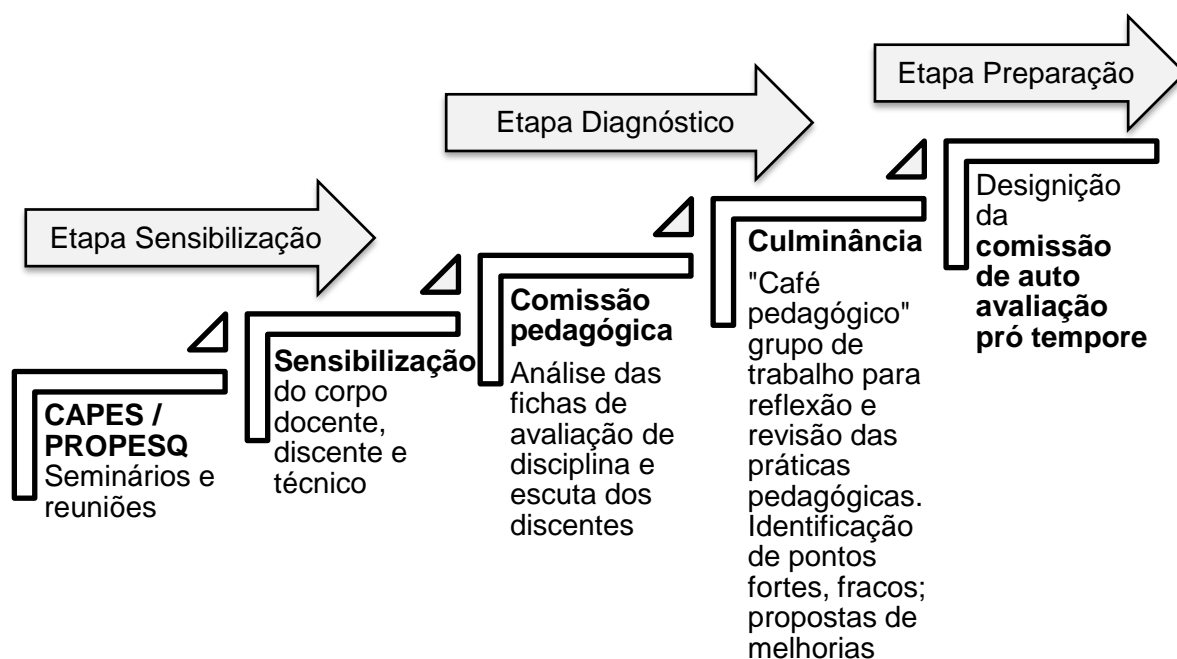 Etapa Preparação
Etapa Diagnóstico
Etapa Sensibilização
CAPES /
PROPESQ
Seminários e
reuniões
Sensibilização
do corpo
docente,
discente e
técnico
Comissão
pedagógica
Análise das
fichas de
avaliação de
disciplina e
escuta dos
discentes
Culminância
"Café
pedagógico"
grupo de
trabalho para
reflexão e
revisão das
práticas
pedagógicas.
Identificação
de pontos
fortes, fracos;
propostas de
melhorias
Designição
da
comissão
de auto
avaliação
pró tempore